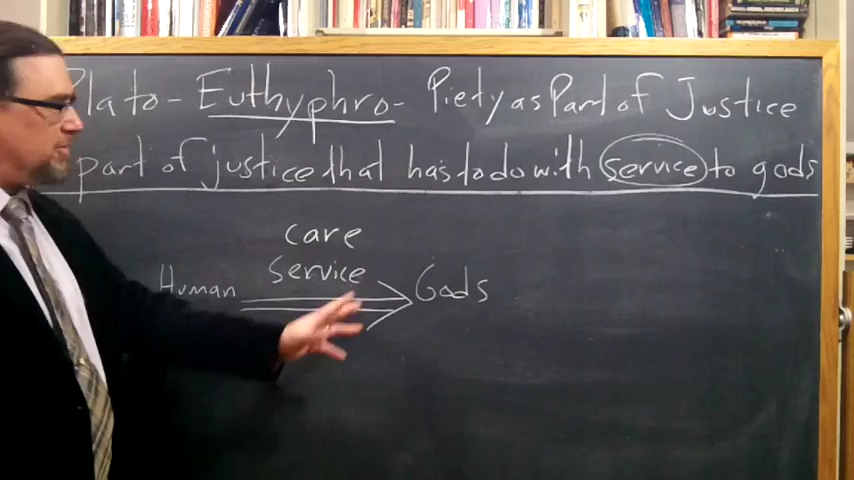 Plato - Euthyphro - Piety as Part of Justice
part of justice that has to do with service to gods
care
Service
Human
Gods